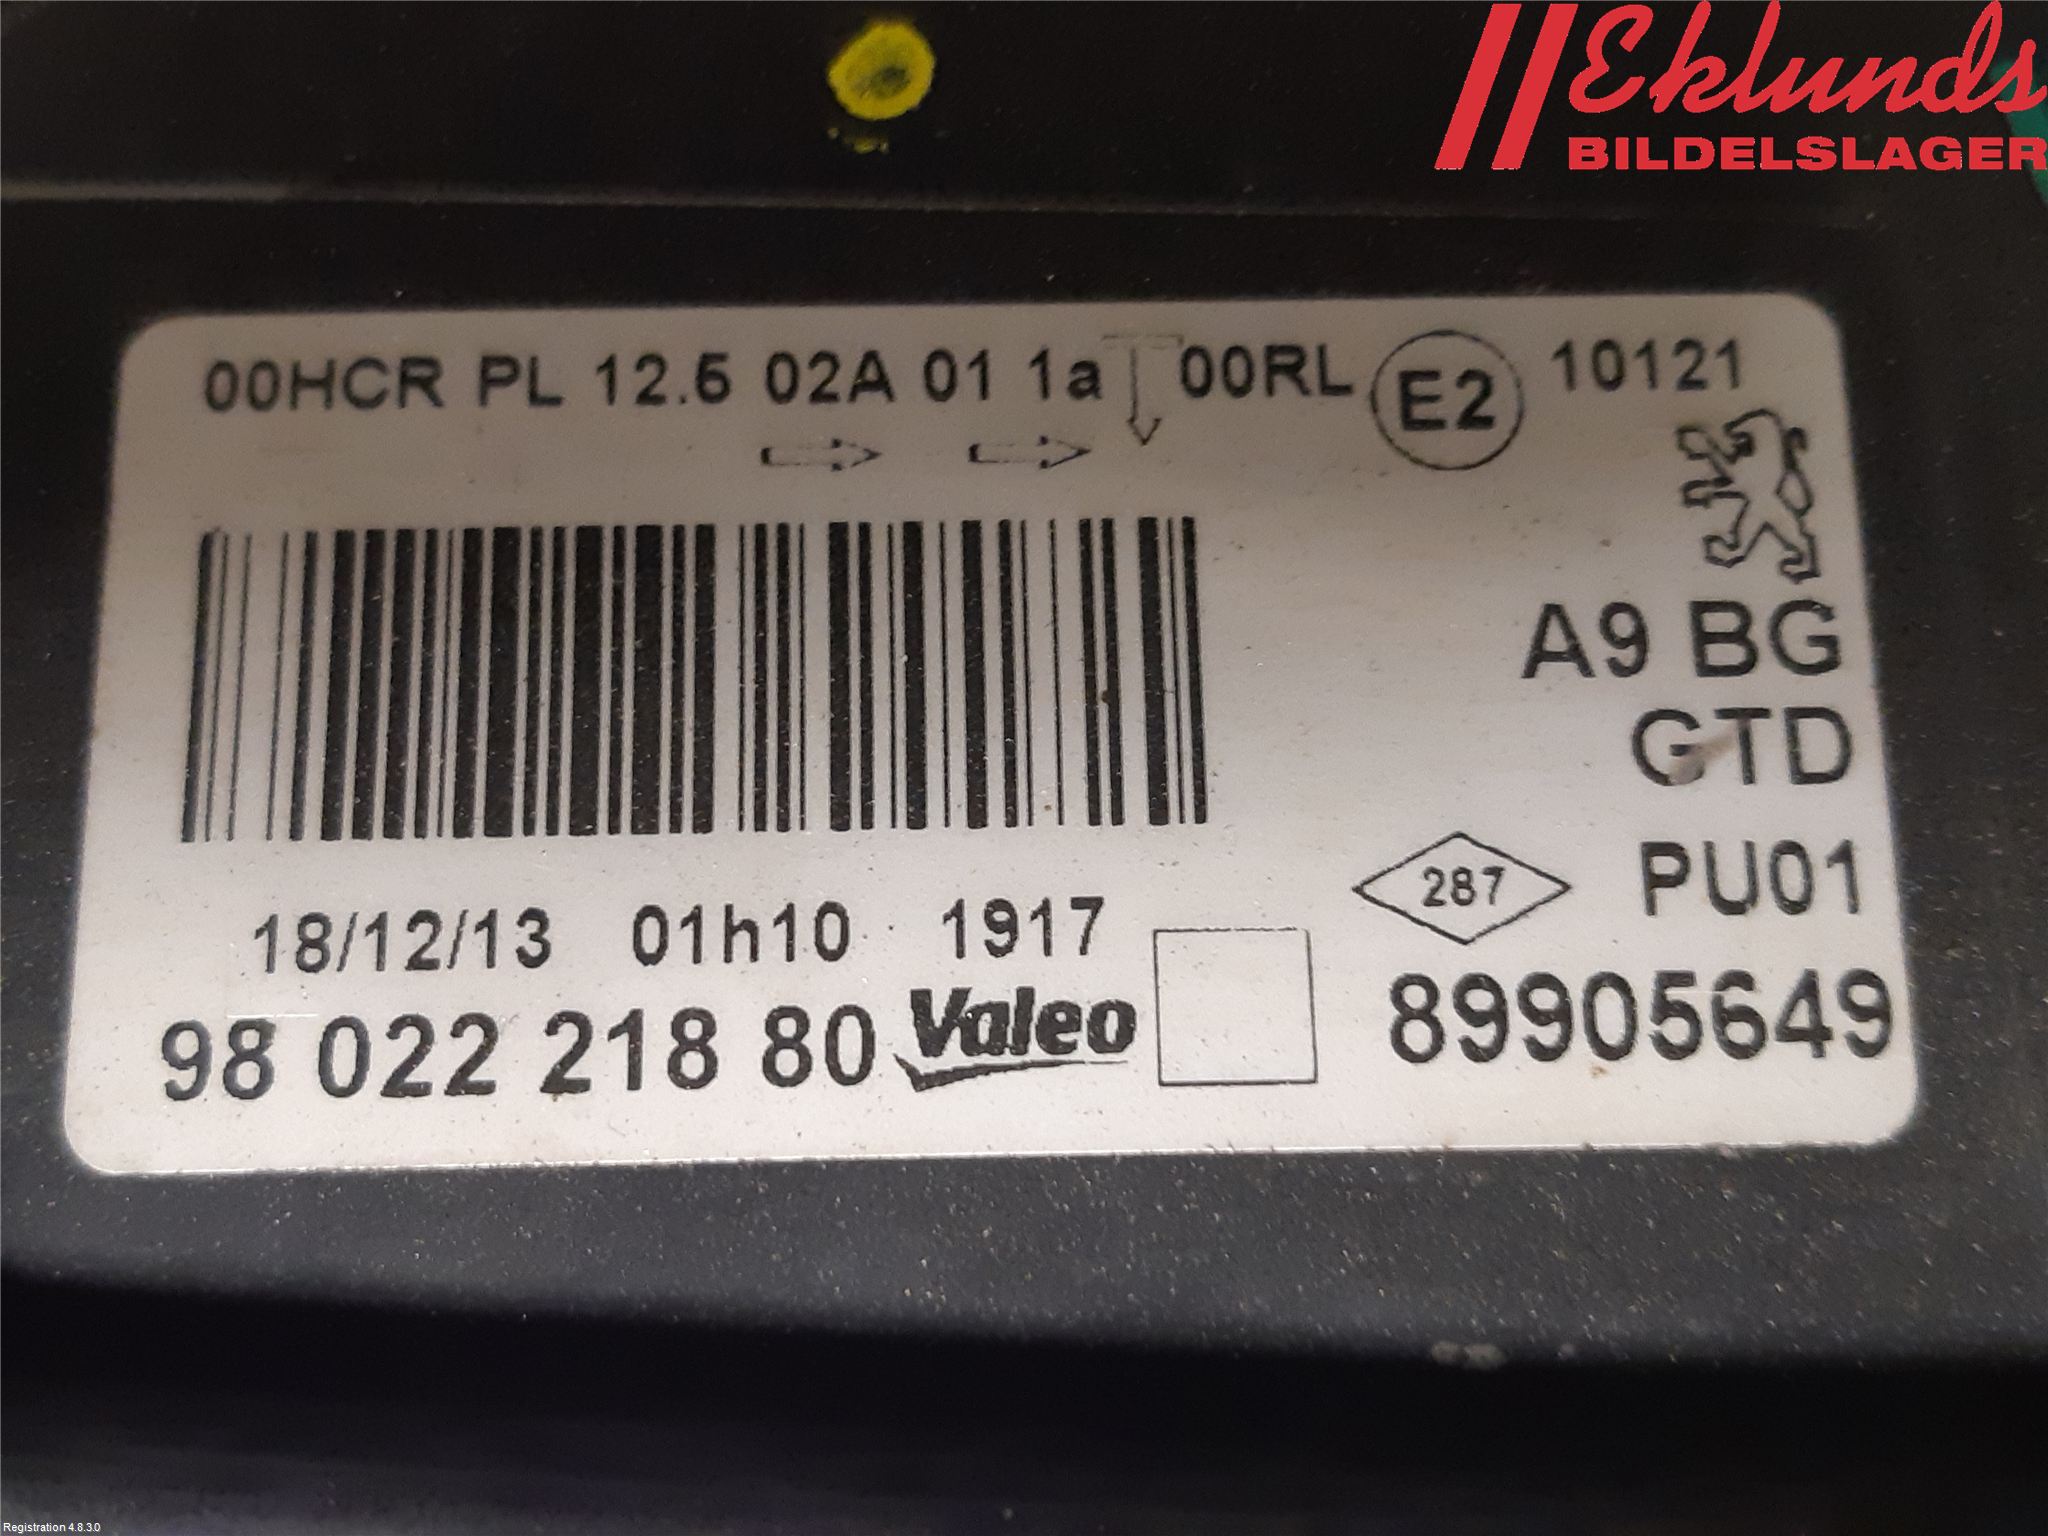 Eklunds
BILDELSLAGER
00HCR PL 12.5 02A 01 1a 00RL E2 10121
A9 BG
GTD
287 PU01
18/12/13 01h10 1917
98 022 218 80 Valeo 89905649
Registration 4.8.3.0